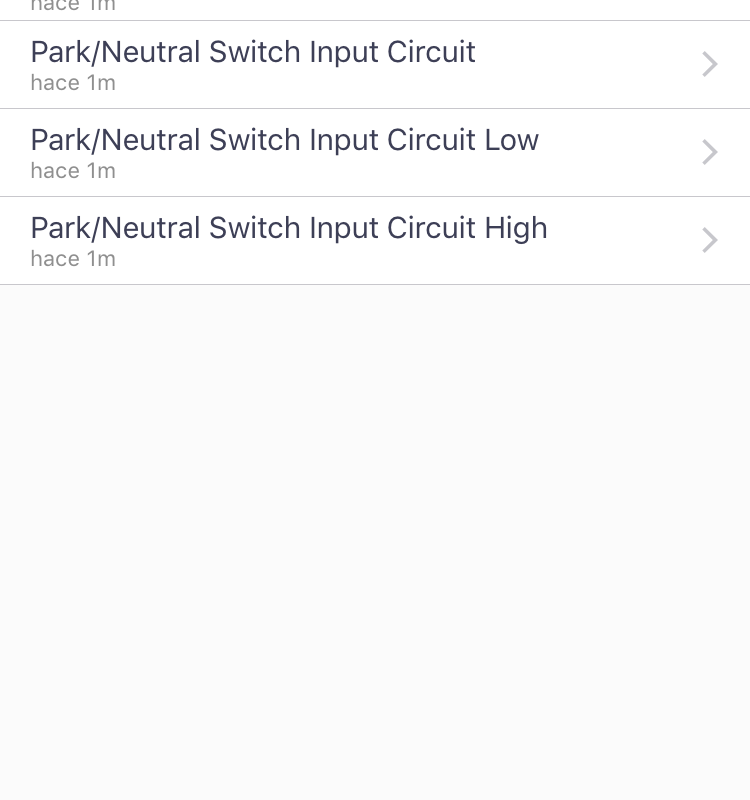 hace 1m
Park/Neutral Switch Input Circuit
hace 1m
Park/Neutral Switch Input Circuit Low
hace 1m
Park/Neutral Switch Input Circuit High
hace 1m